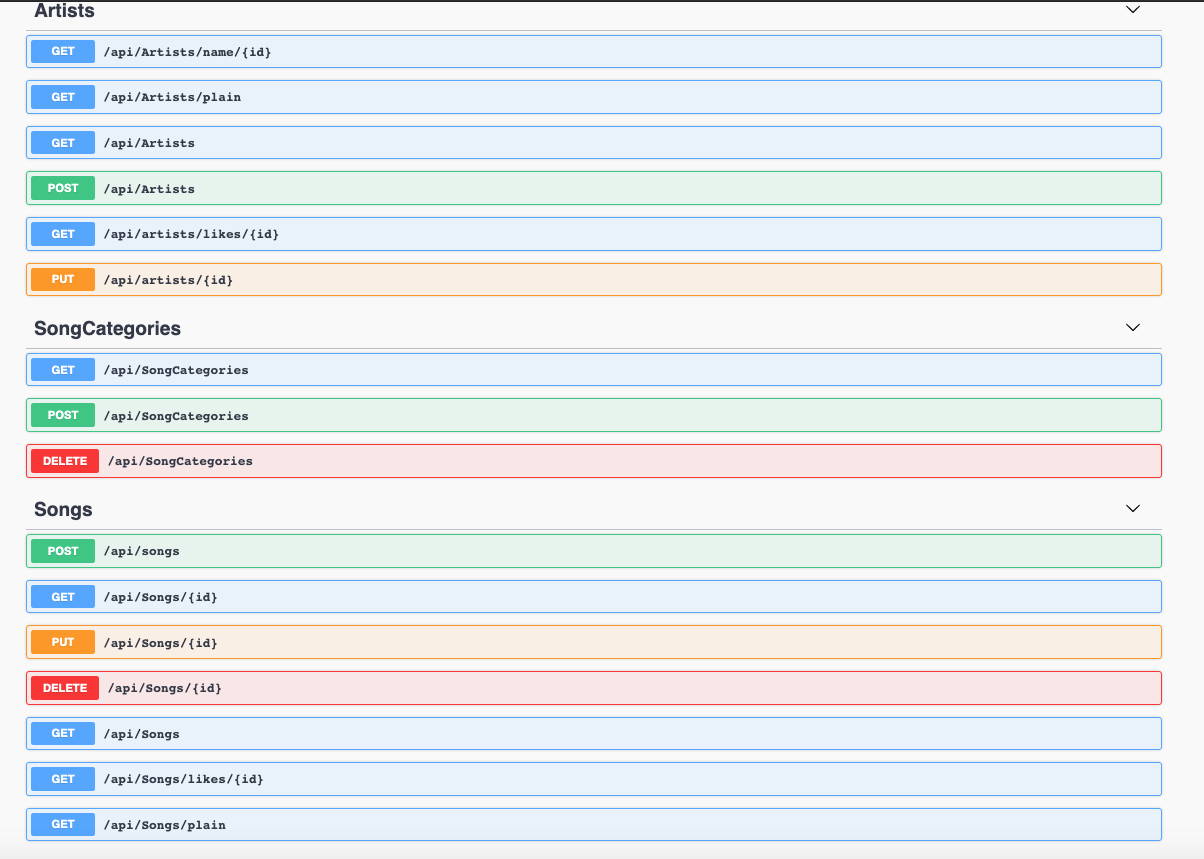 Artists
GET /api/Artists/name/{id}
GET /api/Artists/plain
GET /api/Artists
POST /api/Artists
GET /api/artists/likes/{id}
PUT /api/artists/{id}
SongCategories
GET /api/SongCategories
POST /api/SongCategories
DELETE /api/SongCategories
Songs
POST /api/songs
GET /api/Songs/{id}
PUT /api/Songs/{id}
DELETE /api/Songs/{id}
GET /api/Songs
GET /api/Songs/likes/{id}
GET /api/Songs/plain